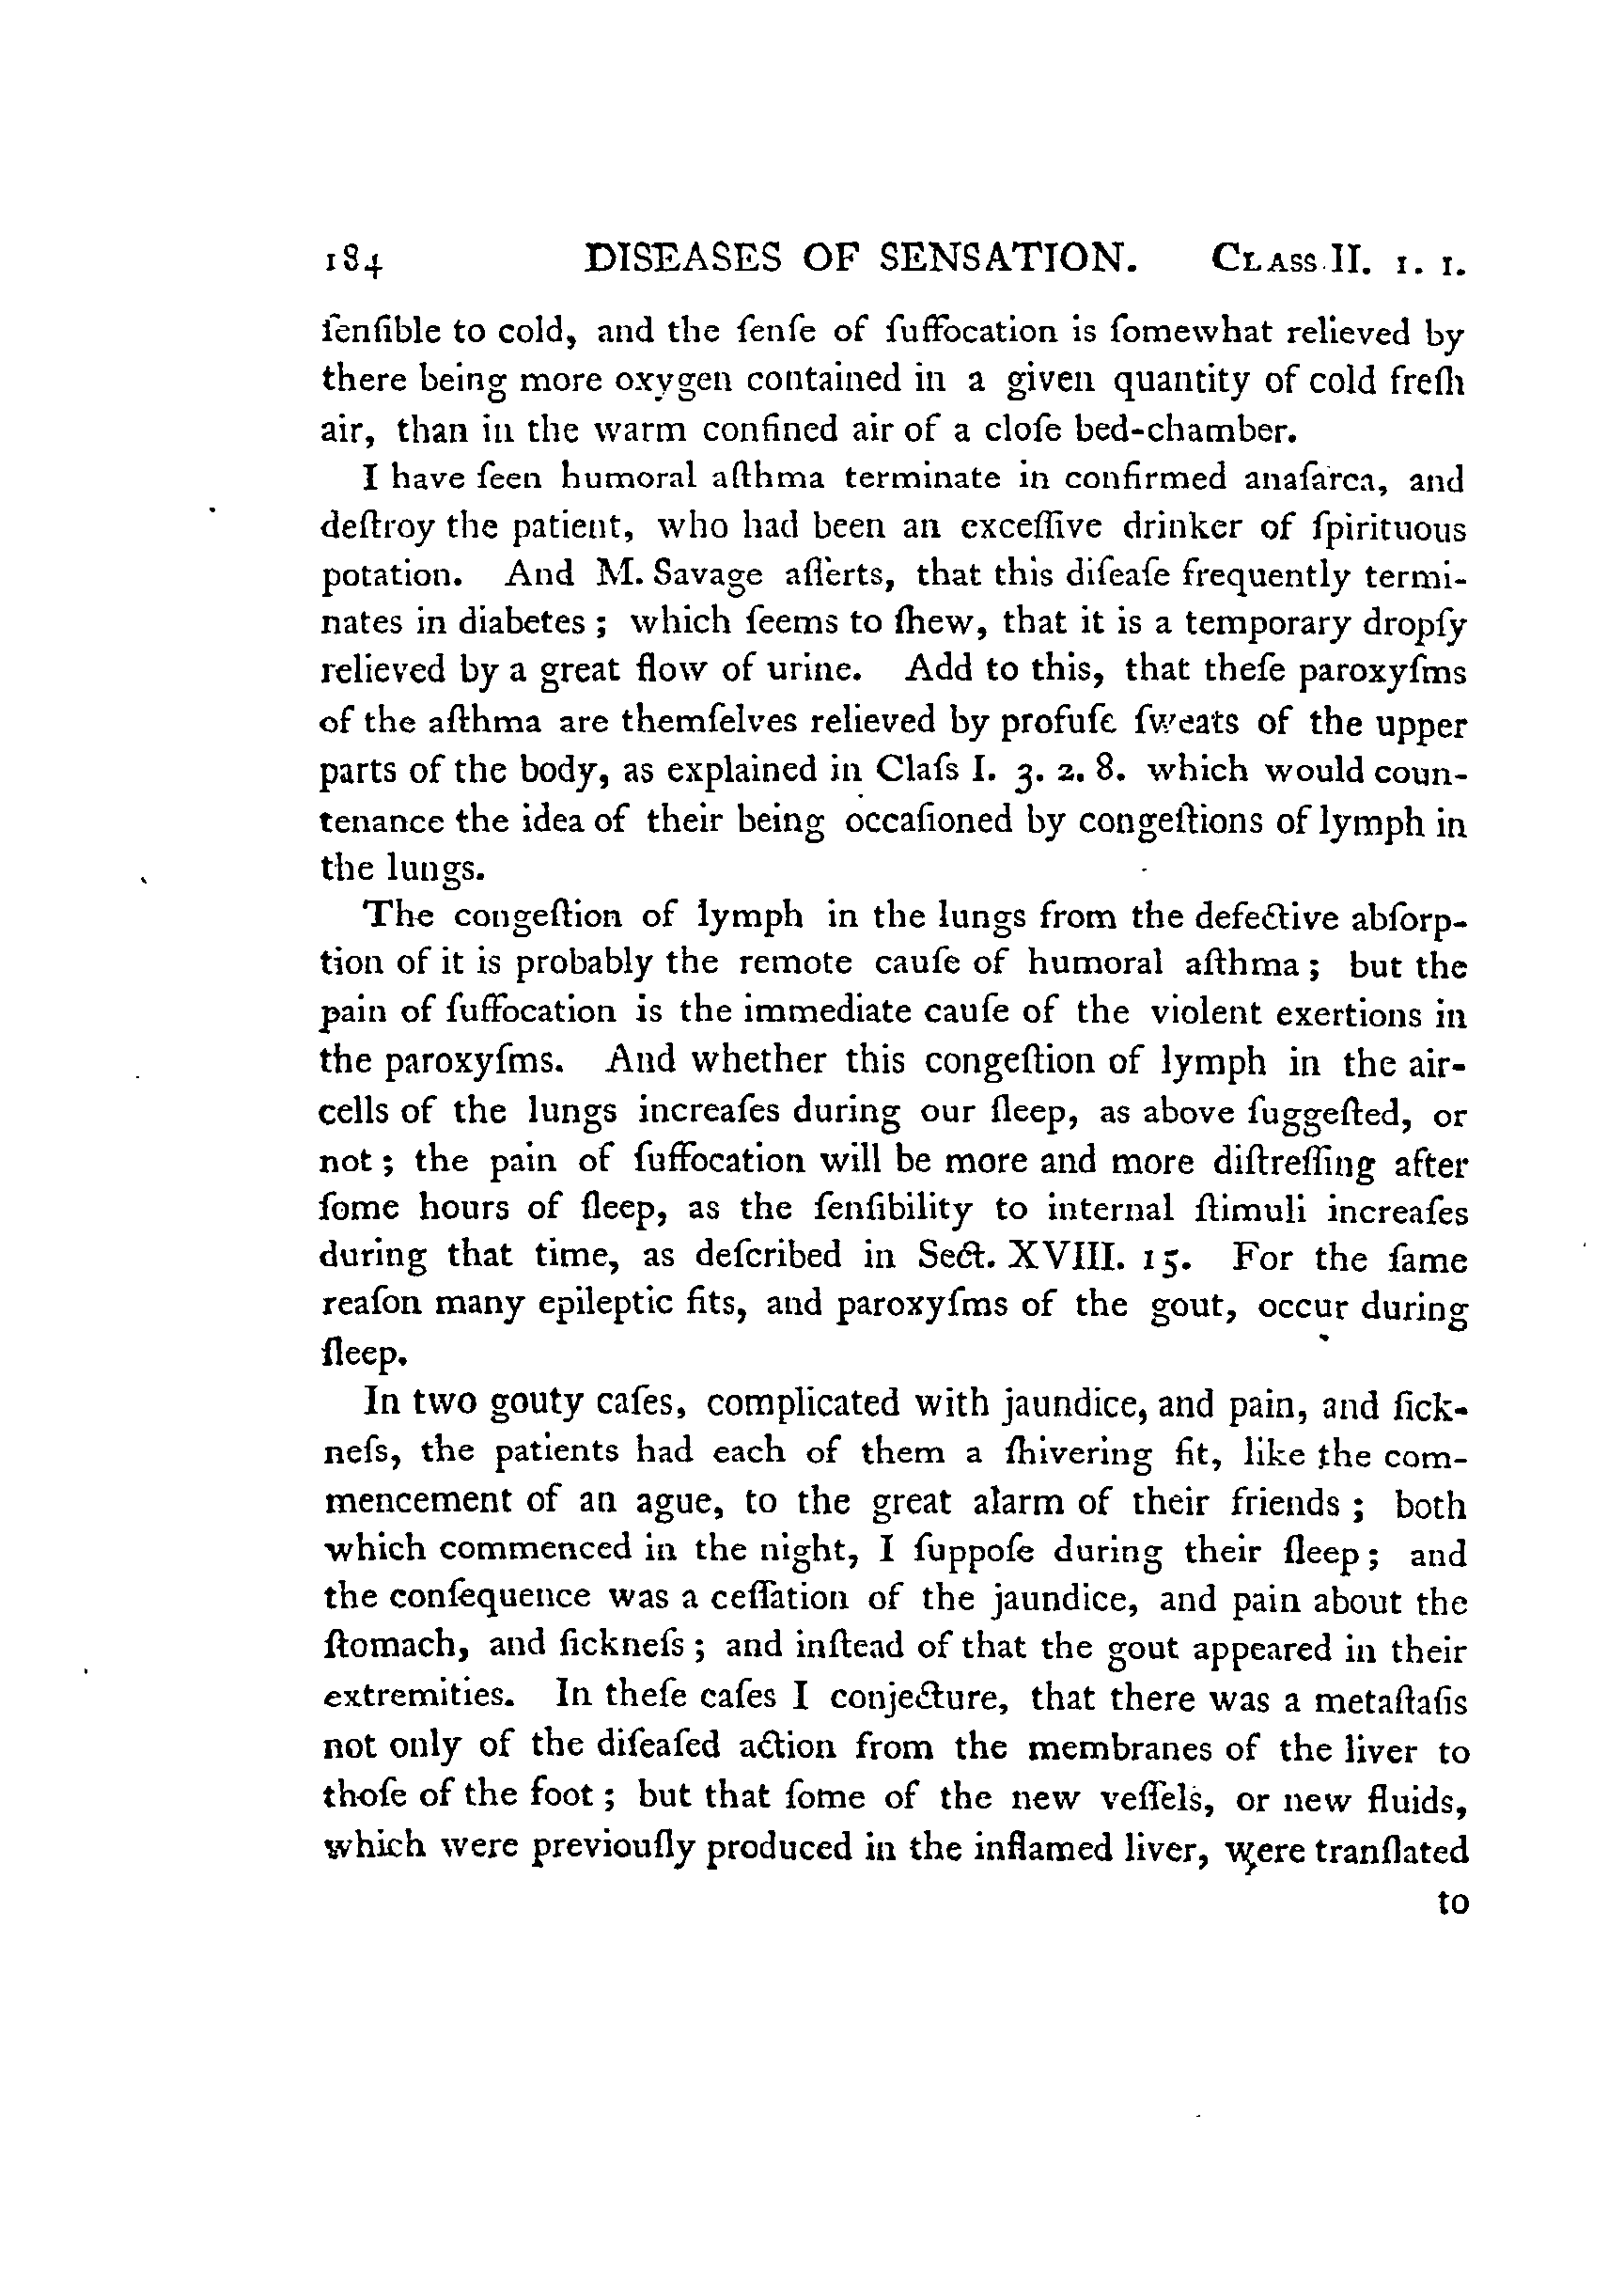 184 DISEASES OF SENSATION. CLASS II. 1. 1.
ſenſible to cold, and the ſenſe of ſuffocation is ſomewhat relieved by
there being more oxygen contained in a given quantity of cold freſh
air, than in the warm confined air of a cloſe bed-chamber.
I have ſeen humoral aſthma terminate in confirmed anaſarca, and
deſtroy the patient, who had been an exceſſive drinker of ſpirituous
potation. And M. Savage aſſerts, that this diſeaſe frequently termi-
nates in diabetes; which ſeems to ſhew, that it is a temporary dropſy
relieved by a great flow of urine. Add to this, that theſe paroxyſms
of the aſthma are themſelves relieved by profuſe ſweats of the upper
parts of the body, as explained in Claſs I. 3. 2. 8. which would coun-
tenance the idea of their being occaſioned by congeſtions of lymph in
the lungs.
The congeſtion of lymph in the lungs from the defective abſorp-
tion of it is probably the remote cauſe of humoral aſthma; but the
pain of ſuffocation is the immediate cauſe of the violent exertions in
the paroxyſms. And whether this congeſtion of lymph in the air-
cells of the lungs increaſes during our ſleep, as above ſuggeſted, or
not; the pain of ſuffocation will be more and more diſtreſſing after
ſome hours of ſleep, as the ſenſibility to internal ſtimuli increaſes
during that time, as deſcribed in Sect. XVIII. 15. For the ſame
reaſon many epileptic fits, and paroxyſms of the gout, occur during
ſleep.
In two gouty caſes, complicated with jaundice, and pain, and ſick-
neſs, the patients had each of them a ſhivering fit, like the com-
mencement of an ague, to the great alarm of their friends; both
which commenced in the night, I ſuppoſe during their ſleep; and
the conſequence was a ceſſation of the jaundice, and pain about the
ſtomach, and ſickneſs; and inſtead of that the gout appeared in their
extremities. In theſe caſes I conjecture, that there was a metaſtaſis
not only of the diſeaſed action from the membranes of the liver to
thoſe of the foot; but that ſome of the new veſſels, or new fluids,
which were previouſly produced in the inflamed liver, were tranſlated
to